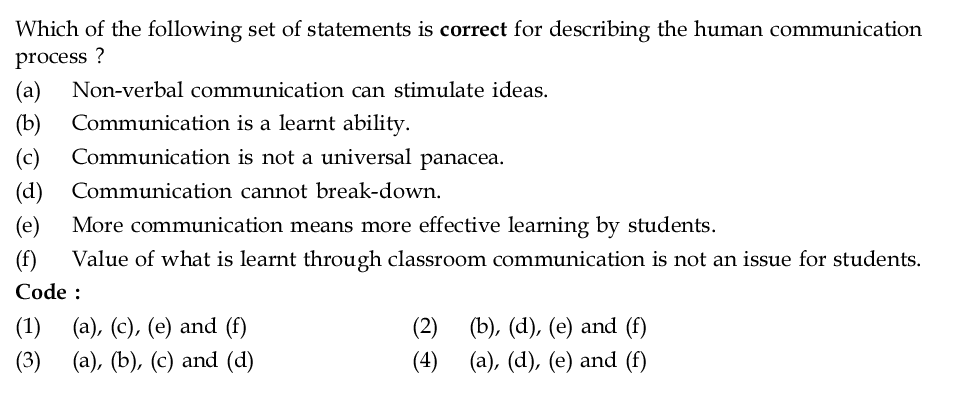 Which of the following set of statements is correct for describing the human communication
process ?
(a) Non-verbal communication can stimulate ideas.
(b) Communication is a learnt ability.
(c) Communication is not a universal panacea.
(d) Communication cannot break-down.
(e) More communication means more effective learning by students.
(f) Value of what is learnt through classroom communication is not an issue for students.
Code :
(1) (a), (c), (e) and (f) (2) (b), (d), (e) and (f)
(3) (a), (b), (c) and (d) (4) (a), (d), (e) and (f)